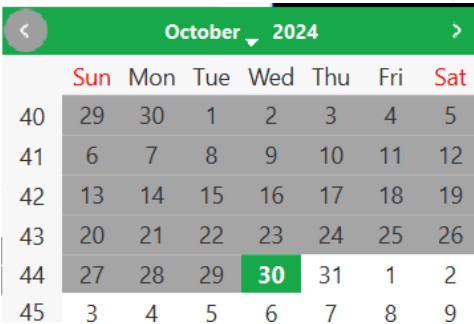 October 2024
Sun Mon Tue Wed Thu Fri Sat
40 29 30 1 2 3 4 5
41 6 7 8 9 10 11 12
42 13 14 15 16 17 18 19
43 20 21 22 23 24 25 26
44 27 28 29 30 31 1 2
45 3 4 5 6 7 8 9